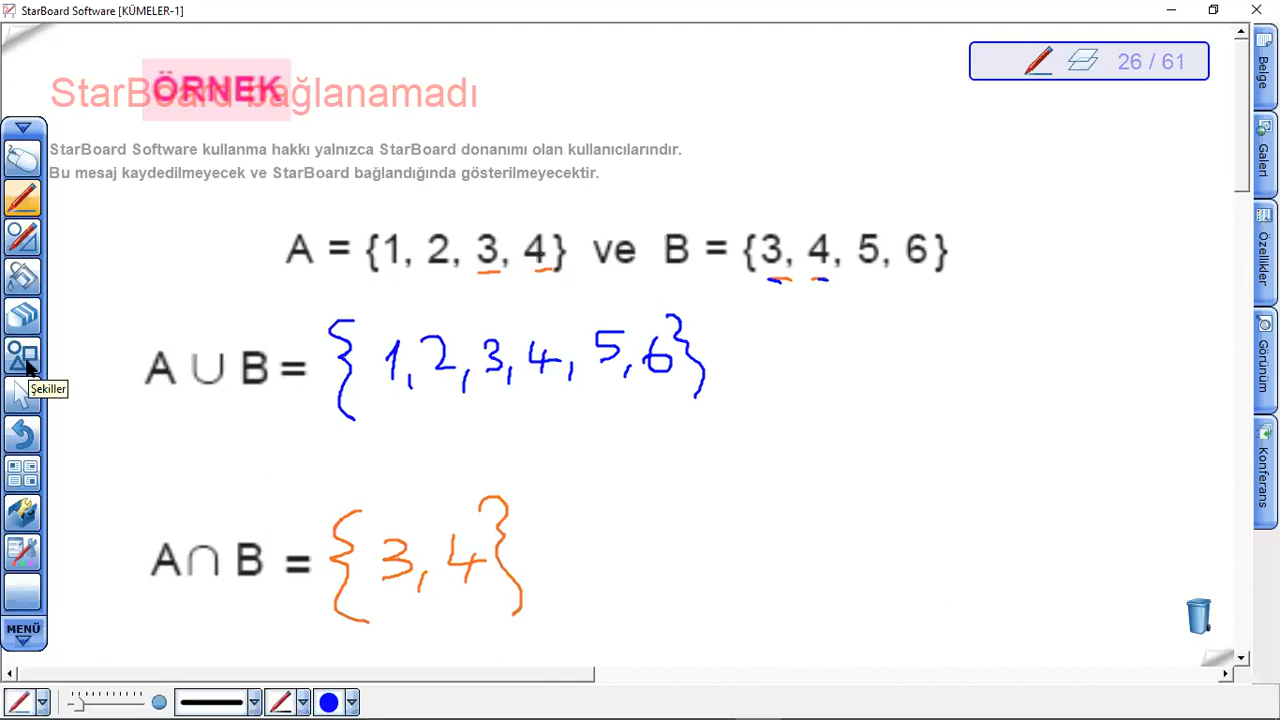 StarBoard Software [KÜMELER-1]
26 / 61
StarBoard bağlanamadı
ÖRNEK
StarBoard Software kullanma hakkı yalnızca StarBoard donanımı olan kullanıcılarındır.
Bu mesaj kaydedilmeyecek ve StarBoard bağlandığında gösterilmeyecektir.
A = {1, 2, 3, 4} ve B = {3, 4, 5, 6}
A ∪ B = { 1, 2, 3, 4, 5, 6 }
A ∩ B = { 3, 4 }
Şekiller
MENÜ
Belge
Galeri
Özellikler
Görünüm
Konferans